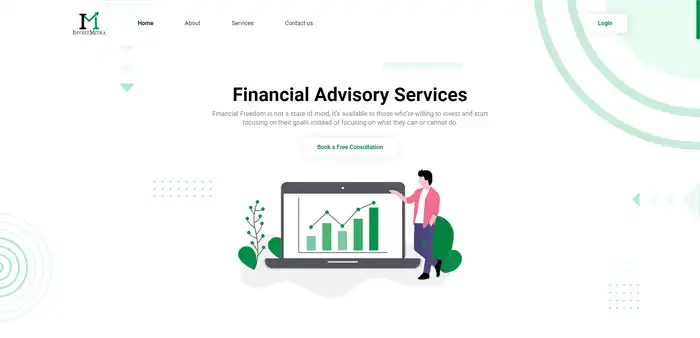 IM
INVESTMITRA
Home
About
Services
Contact us
Login
Financial Advisory Services
Financial Freedom is not a state of mind, it's available to those who're willing to invest and start
focusing on their goals instead of focusing on what they can or cannot do.
Book a Free Consultation